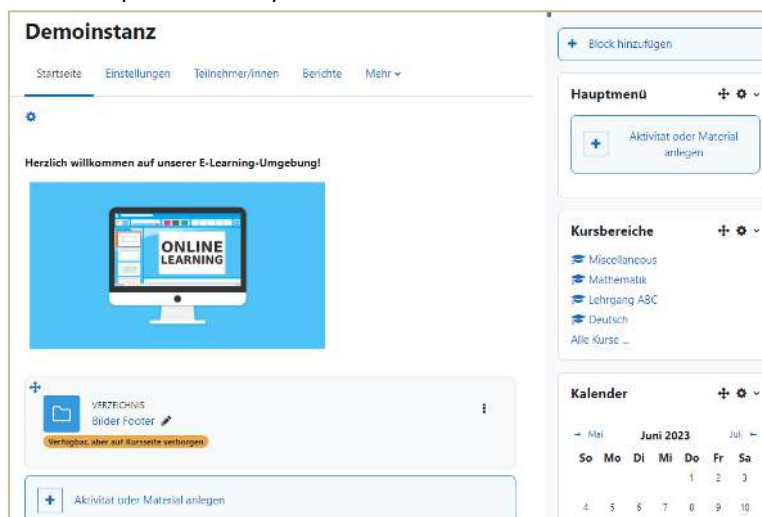 Demoinstanz
Startseite Einstellungen Teilnehmer/innen Berichte Mehr
Herzlich willkommen auf unserer E-Learning-Umgebung!
ONLINE
LEARNING
VERZEICHNIS
Bilder Footer
Verfügbar, aber auf Kursseite verborgen
Aktivität oder Material anlegen
Block hinzufügen
Hauptmenü
Aktivität oder Material
anlegen
Kursbereiche
Miscellaneous
Mathematik
Lehrgang ABC
Deutsch
Alle Kurse ...
Kalender
Mai Juni 2023 Juli
So Mo Di Mi Do Fr Sa
1 2 3
4 5 6 7 8 9 10